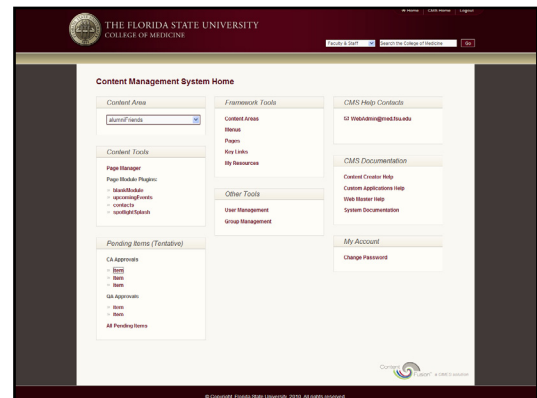 Home CMS Home Logout
THE FLORIDA STATE UNIVERSITY
COLLEGE OF MEDICINE
Faculty & Staff Search the College of Medicine Go
Content Management System Home
Content Area
alumniFriends
Content Tools
Page Manager
Page Module Plugins:
blankModule
upcomingEvents
contacts
spotlightSplash
Pending Items (Tentative)
CA Approvals
Item
Item
Item
QA Approvals
Item
Item
All Pending Items
Framework Tools
Content Areas
Menus
Pages
Key Links
My Resources
Other Tools
User Management
Group Management
CMS Help Contacts
WebAdmin@med.fsu.edu
CMS Documentation
Content Creator Help
Custom Applications Help
Web Master Help
System Documentation
My Account
Change Password
Content
Fusion
© Copyright Florida State University, 2010. All rights reserved